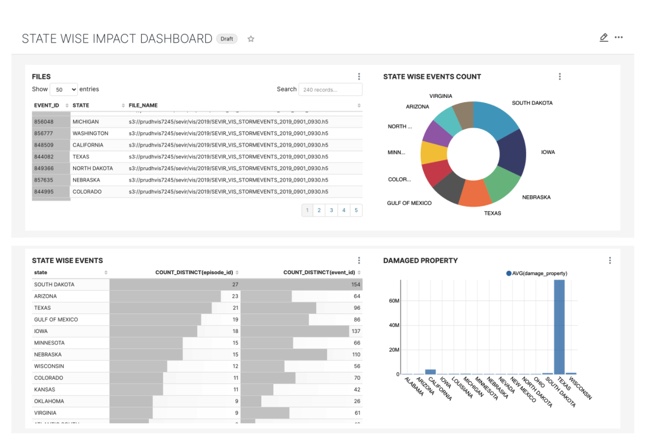 STATE WISE IMPACT DASHBOARD Draft
FILES
Show 50 entries Search 240 records...
EVENT_ID STATE FILE_NAME
856048 MICHIGAN s3://prudhvis7245/sevir/vis/2019/SEVIR_VIS_STORMEVENTS_2019_0901_0930.h5
WASHINGTON s3://prudhvis7245/sevir/vis/2019/SEVIR_VIS_STORMEVENTS_2019_0901_0930.h5
848509 CALIFORNIA s3://prudhvis7245/sevir/vis/2019/SEVIR_VIS_STORMEVENTS_2019_0901_0930.h5
844062 TEXAS s3://prudhvis7245/sevir/vis/2019/SEVIR_VIS_STORMEVENTS_2019_0901_0930.h5
849366 NORTH DAKOTA s3://prudhvis7245/sevir/vis/2019/SEVIR_VIS_STORMEVENTS_2019_0901_0930.h5
857635 NEBRASKA s3://prudhvis7245/sevir/vis/2019/SEVIR_VIS_STORMEVENTS_2019_0901_0930.h5
844995 COLORADO s3://prudhvis7245/sevir/vis/2019/SEVIR_VIS_STORMEVENTS_2019_0901_0930.h5
1 2 3 4 5
STATE WISE EVENTS COUNT
VIRGINIA
SOUTH DAKOTA
ARIZONA
NORTH ...
IOWA
MINN...
COLOR...
NEBRASKA
GULF OF MEXICO
TEXAS
STATE WISE EVENTS
state COUNT_DISTINCT(episode_id) COUNT_DISTINCT(event_id)
SOUTH DAKOTA 27 154
ARIZONA 23 64
TEXAS 21 96
GULF OF MEXICO 19 86
IOWA 18 137
MINNESOTA 15 66
NEBRASKA 15 110
WISCONSIN 12 56
COLORADO 11 70
KANSAS 11 42
OKLAHOMA 9 26
VIRGINIA 9 61
DAMAGED PROPERTY
AVG(damage_property)
60M
40M
20M
0
ALABAMA
ARIZONA
CALIFORNIA
IOWA
LOUISIANA
MICHIGAN
MINNESOTA
NEBRASKA
NEVADA
NEW MEXICO
NORTH DAKOTA
OHIO
SOUTH DAKOTA
TEXAS
WISCONSIN